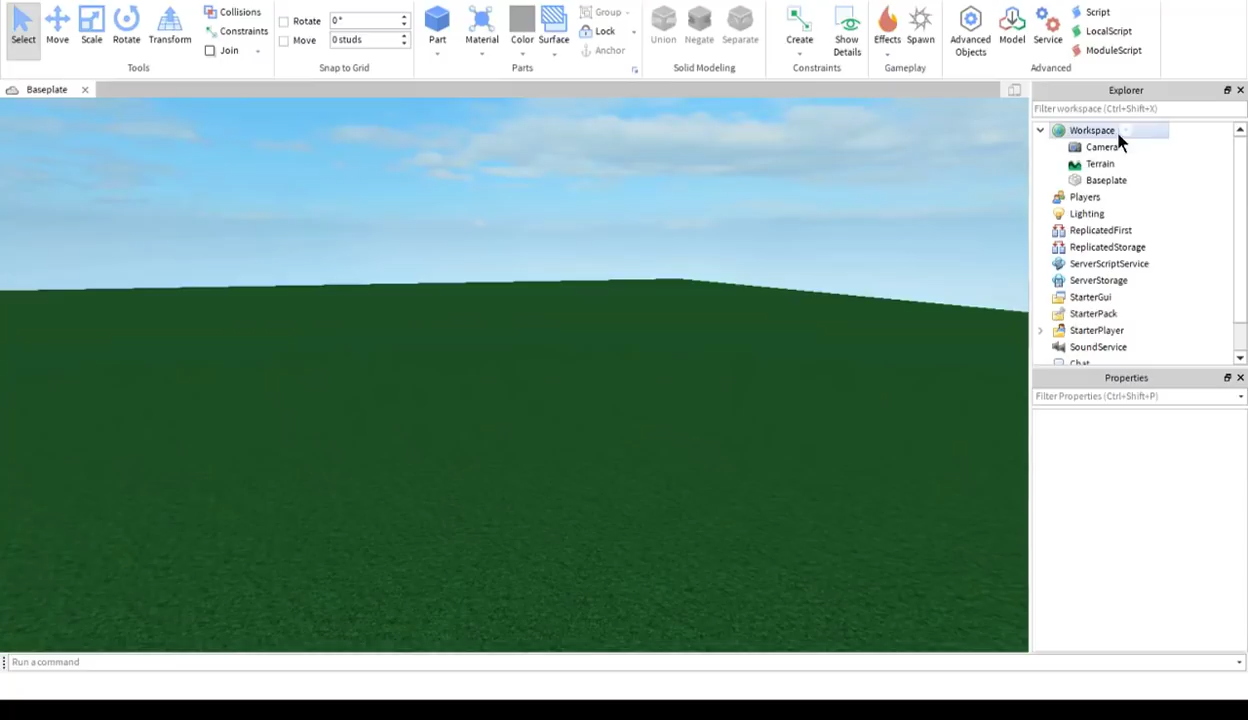 Select
Move
Scale
Rotate
Transform
Collisions
Constraints
Join
Tools
Rotate
0°
Move
0 studs
Snap to Grid
Part
Material
Color
Surface
Group
Lock
Anchor
Parts
Union
Negate
Separate
Solid Modeling
Create
Show
Details
Constraints
Effects
Spawn
Gameplay
Advanced
Objects
Model
Service
Script
LocalScript
ModuleScript
Advanced
Baseplate
Explorer
Filter workspace (Ctrl+Shift+X)
Workspace
Camera
Terrain
Baseplate
Players
Lighting
ReplicatedFirst
ReplicatedStorage
ServerScriptService
ServerStorage
StarterGui
StarterPack
StarterPlayer
SoundService
Chat
Properties
Filter Properties (Ctrl+Shift+P)
Run a command